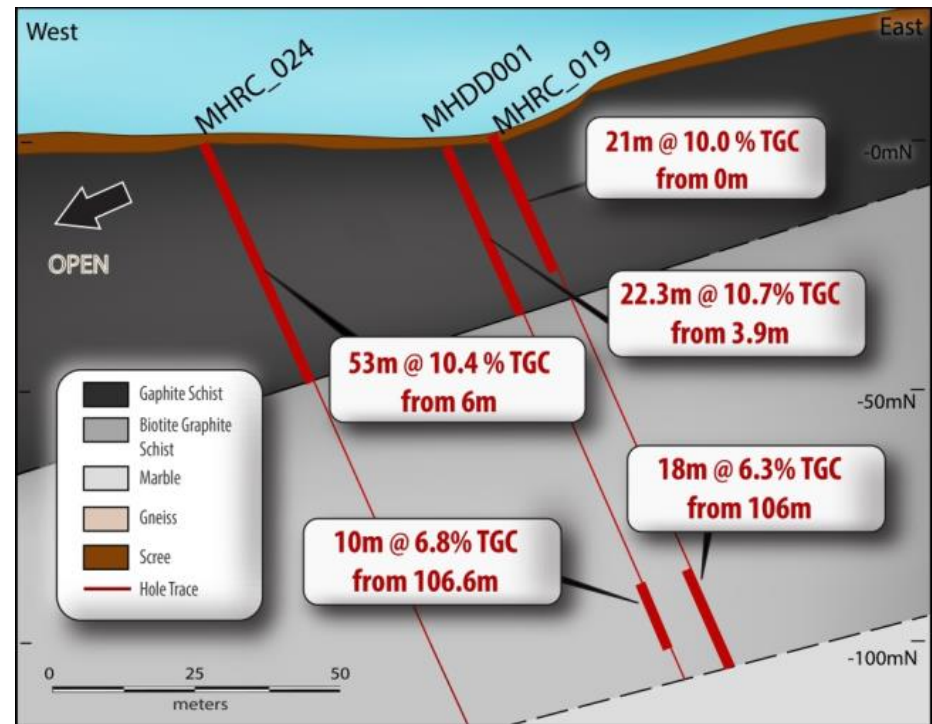 West
East
MHRC_024
MHDD001
MHRC_019
21m @ 10.0 % TGC
from 0m
-0mN
OPEN
22.3m @ 10.7% TGC
from 3.9m
53m @ 10.4 % TGC
from 6m
-50mN
Gaphite Schist
Biotite Graphite
Schist
Marble
Gneiss
Scree
Hole Trace
18m @ 6.3% TGC
from 106m
10m @ 6.8% TGC
from 106.6m
-100mN
0 25 50
meters